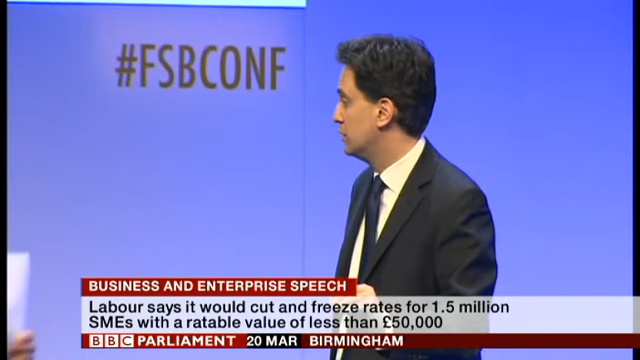 #FSBCONF
BUSINESS AND ENTERPRISE SPEECH
Labour says it would cut and freeze rates for 1.5 million
SMEs with a ratable value of less than £50,000
BBC PARLIAMENT 20 MAR BIRMINGHAM